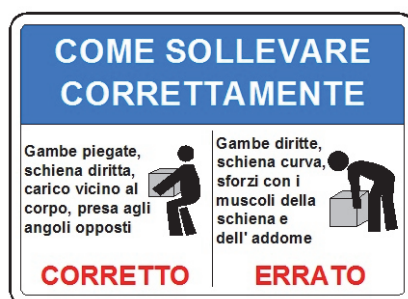 COME SOLLEVARE
CORRETTAMENTE
Gambe piegate,
schiena diritta,
carico vicino al
corpo, presa agli
angoli opposti
CORRETTO
Gambe diritte,
schiena curva,
sforzi con i
muscoli della
schiena e
dell' addome
ERRATO